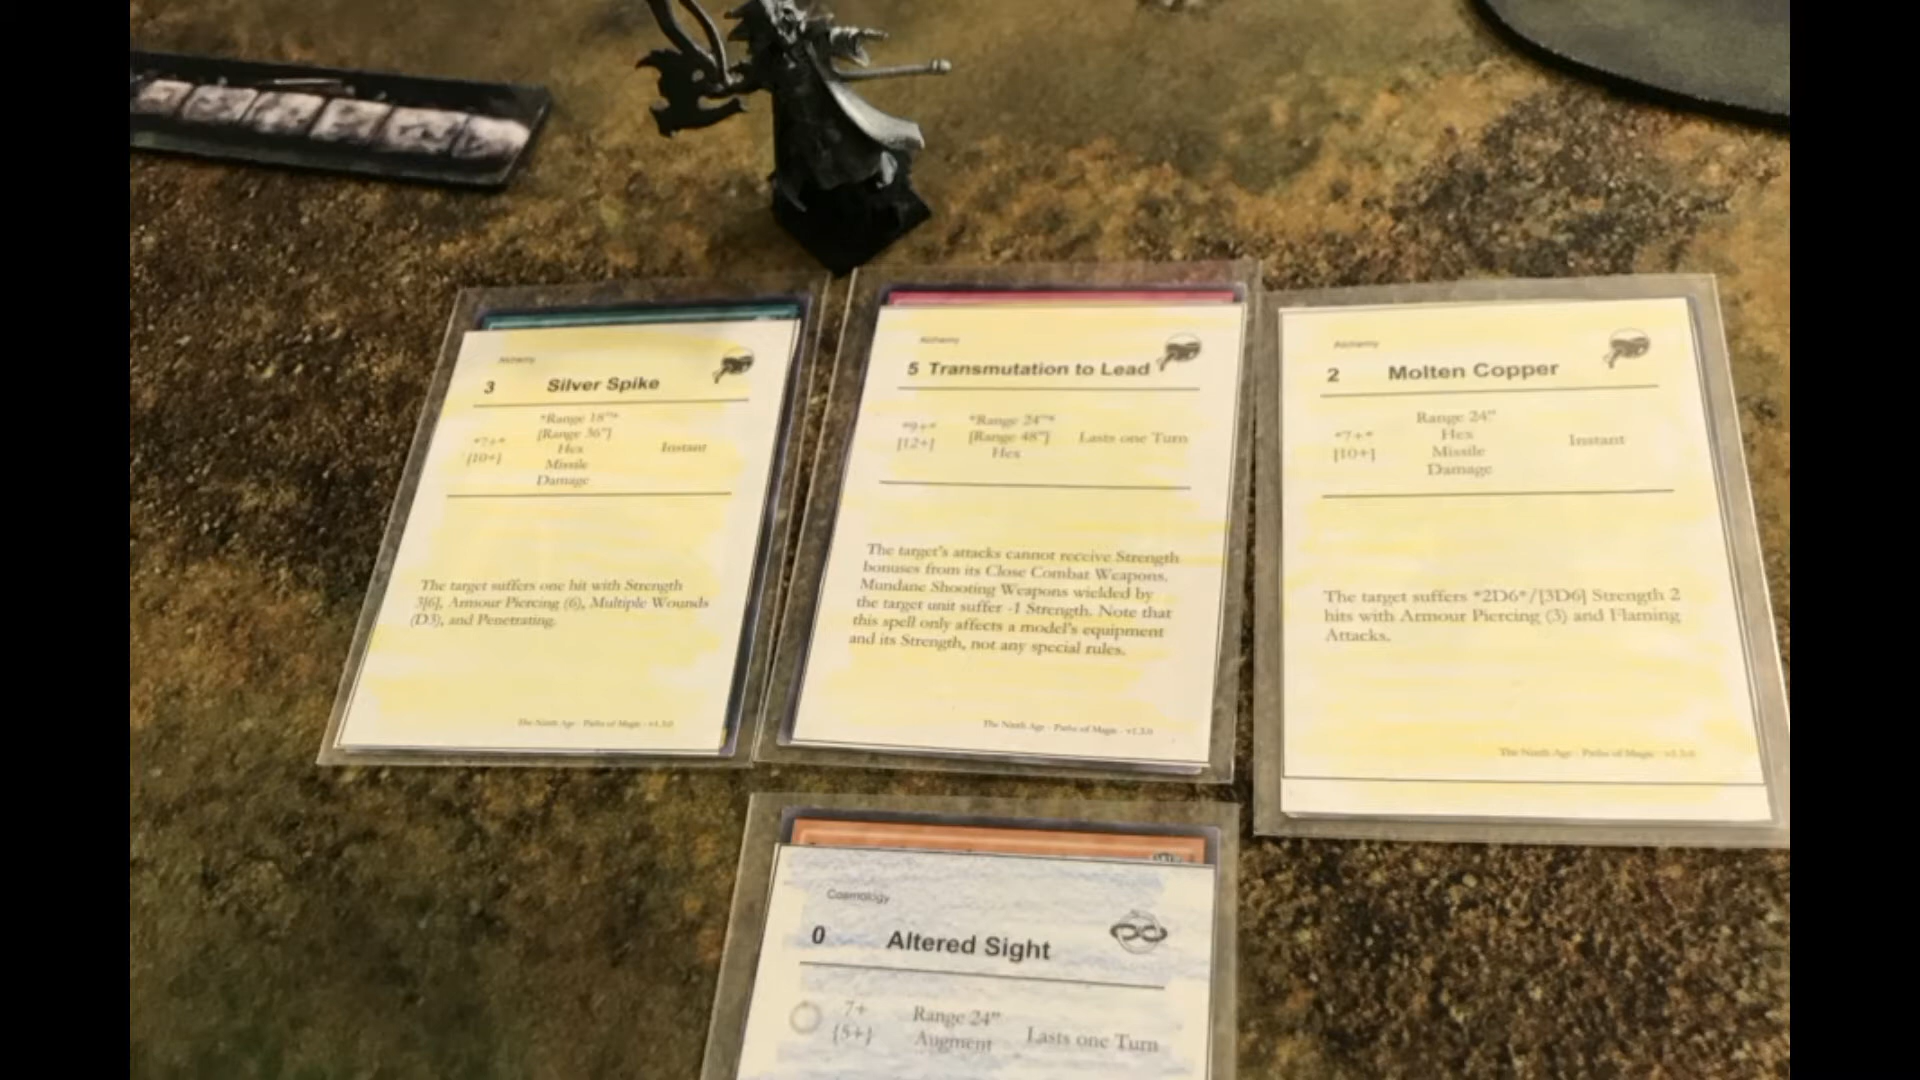 Alchemy
3 Silver Spike
*Range 18"*
*7+* [Range 36"] Instant
[10+] Hex
Missile
Damage
The target suffers one hit with Strength
3[6], Armour Piercing (6), Multiple Wounds
(D3), and Penetrating.
The Ninth Age - Paths of Magic - v1.3.0
Alchemy
5 Transmutation to Lead
*9+* *Range 24"*
[12+] [Range 48"] Lasts one Turn
Hex
The target's attacks cannot receive Strength
bonuses from its Close Combat Weapons.
Mundane Shooting Weapons wielded by
the target unit suffer -1 Strength. Note that
this spell only affects a model's equipment
and its Strength, not any special rules.
The Ninth Age - Paths of Magic - v1.3.0
Alchemy
2 Molten Copper
Range 24"
*7+* Hex Instant
[10+] Missile
Damage
The target suffers *2D6*/[3D6] Strength 2
hits with Armour Piercing (3) and Flaming
Attacks.
The Ninth Age - Paths of Magic - v1.3.0
Cosmology
0 Altered Sight
7+ Range 24"
{5+} Augment Lasts one Turn